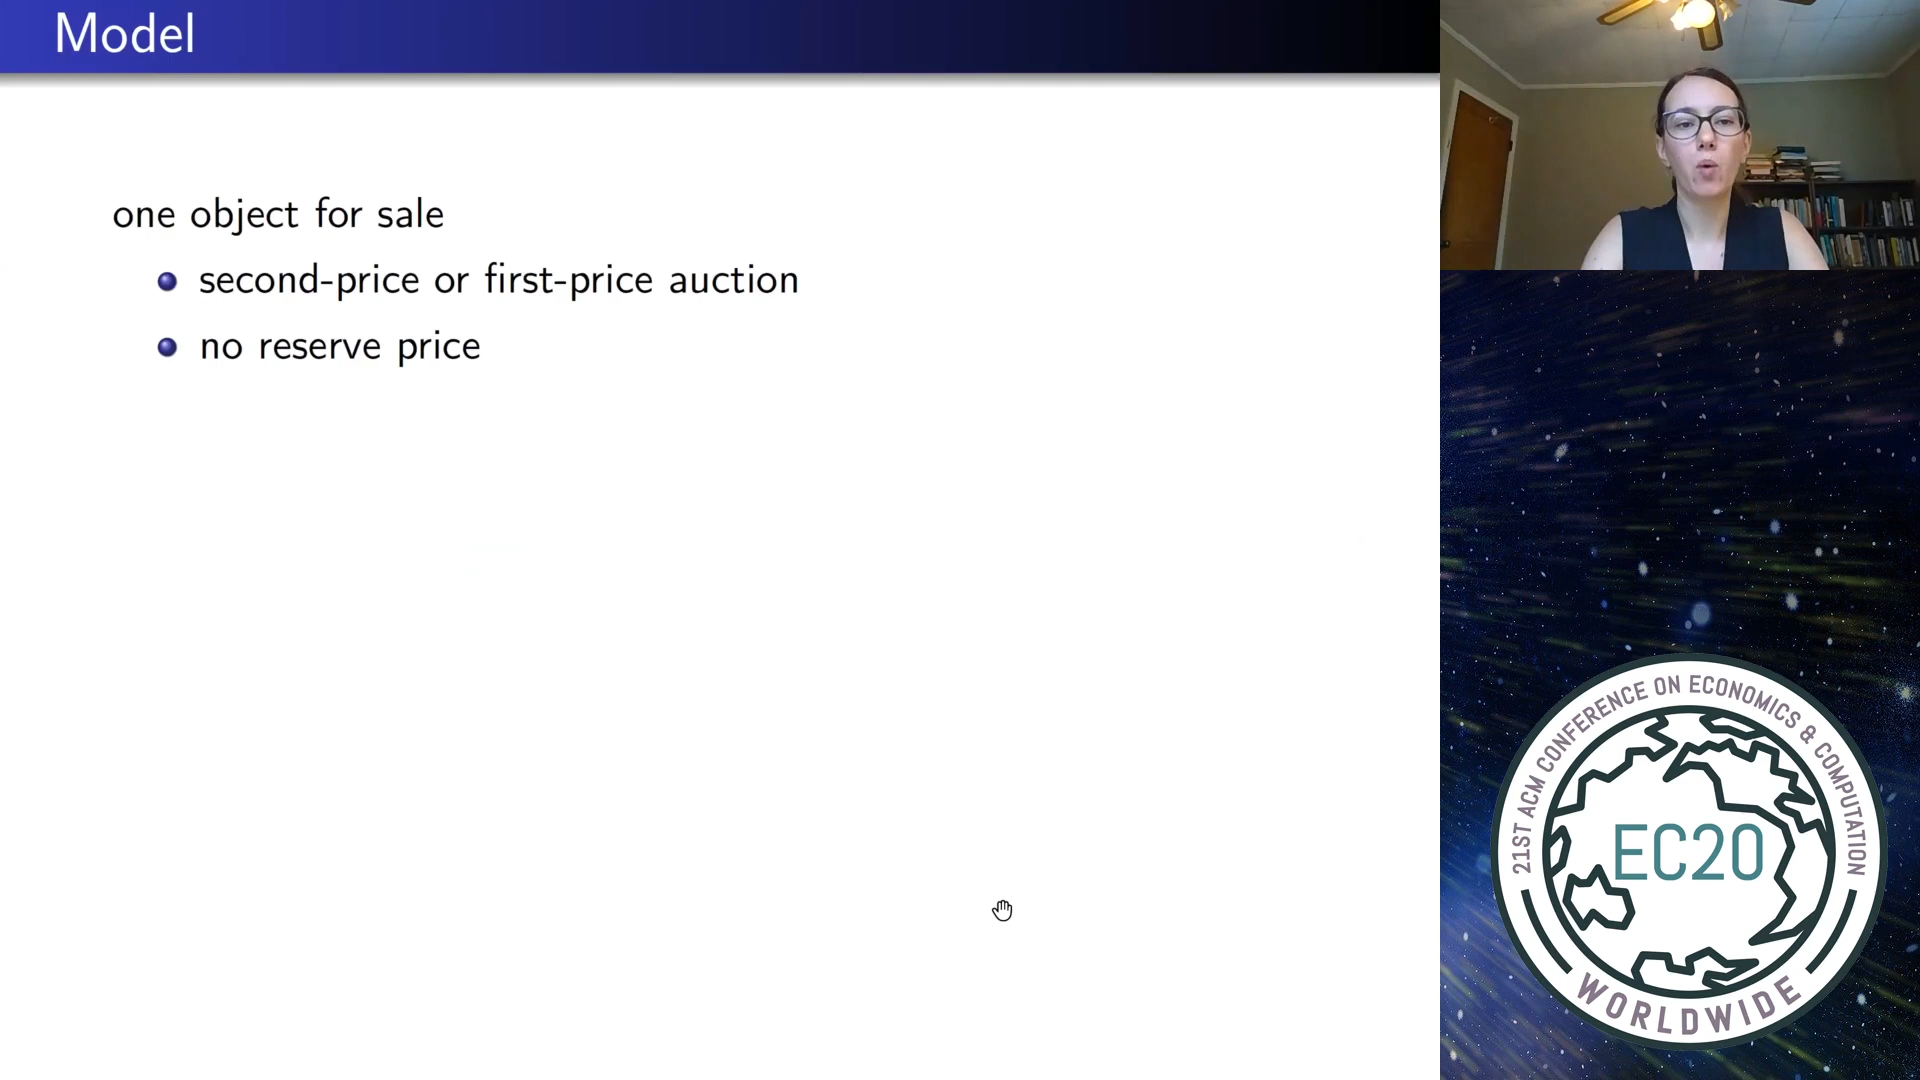 Model
one object for sale
second-price or first-price auction
no reserve price
21ST ACM CONFERENCE ON ECONOMICS & COMPUTATION
EC20
WORLDWIDE